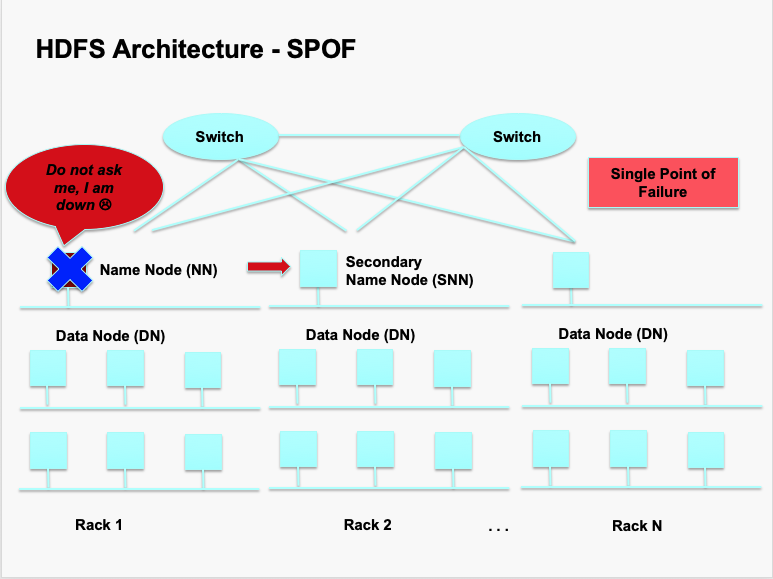 HDFS Architecture - SPOF
Switch
Switch
Do not ask
me, I am
down ☹
Single Point of
Failure
Name Node (NN)
Secondary
Name Node (SNN)
Data Node (DN)
Data Node (DN)
Data Node (DN)
Rack 1
Rack 2
. . .
Rack N